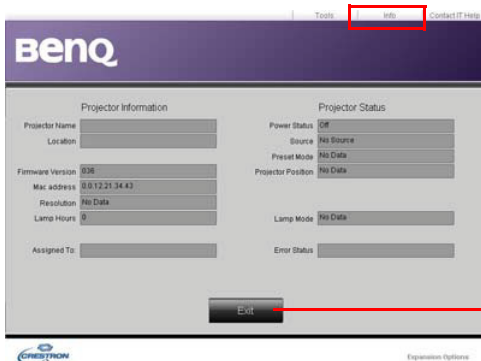 Tools Info Contact IT Help
BenQ
Projector Information Projector Status
Projector Name
Location
Firmware Version 036
Mac address 0.0.12.21.34.43
Resolution No Data
Lamp Hours 0
Assigned To:
Power Status Off
Source No Source
Preset Mode No Data
Projector Position No Data
Lamp Mode No Data
Error Status
Exit
CRESTRON Expansion Options